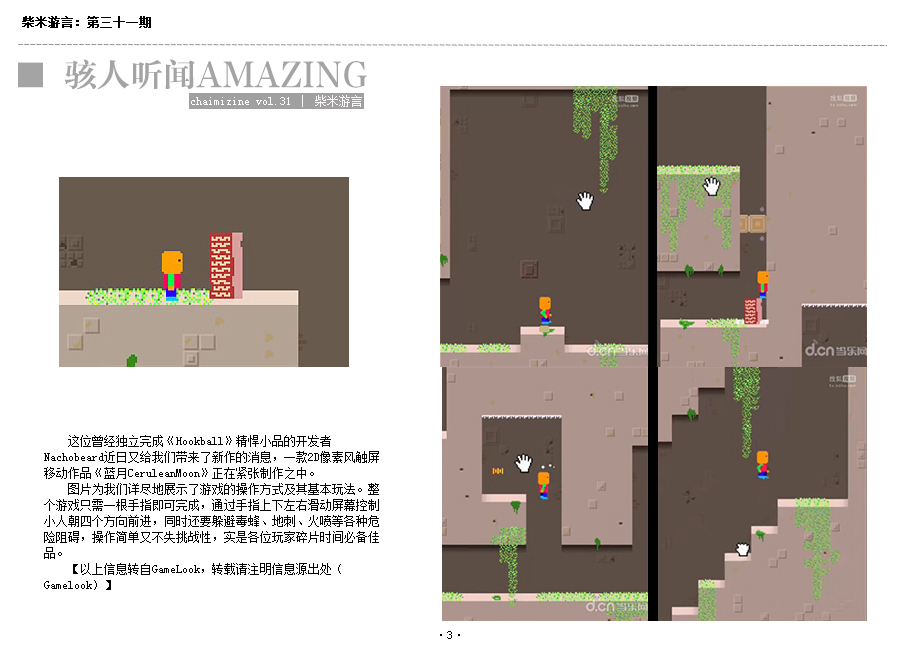 柴米游言：第三十一期
骇人听闻AMAZING
chaimizine vol.31 | 柴米游言
这位曾经独立完成《Hookball》精悍小品的开发者
Nachobeard近日又给我们带来了新作的消息，一款2D像素风触屏
移动作品《蓝月CeruleanMoon》正在紧张制作之中。
图片为我们详尽地展示了游戏的操作方式及其基本玩法。整
个游戏只需一根手指即可完成，通过手指上下左右滑动屏幕控制
小人朝四个方向前进，同时还要躲避毒蜂、地刺、火喷等各种危
险阻碍，操作简单又不失挑战性，实是各位玩家碎片时间必备佳
品。
【以上信息转自GameLook，转载请注明信息源出处（
Gamelook）】
d.cn当乐网
d.cn当乐网
d.cn当乐网
·3·